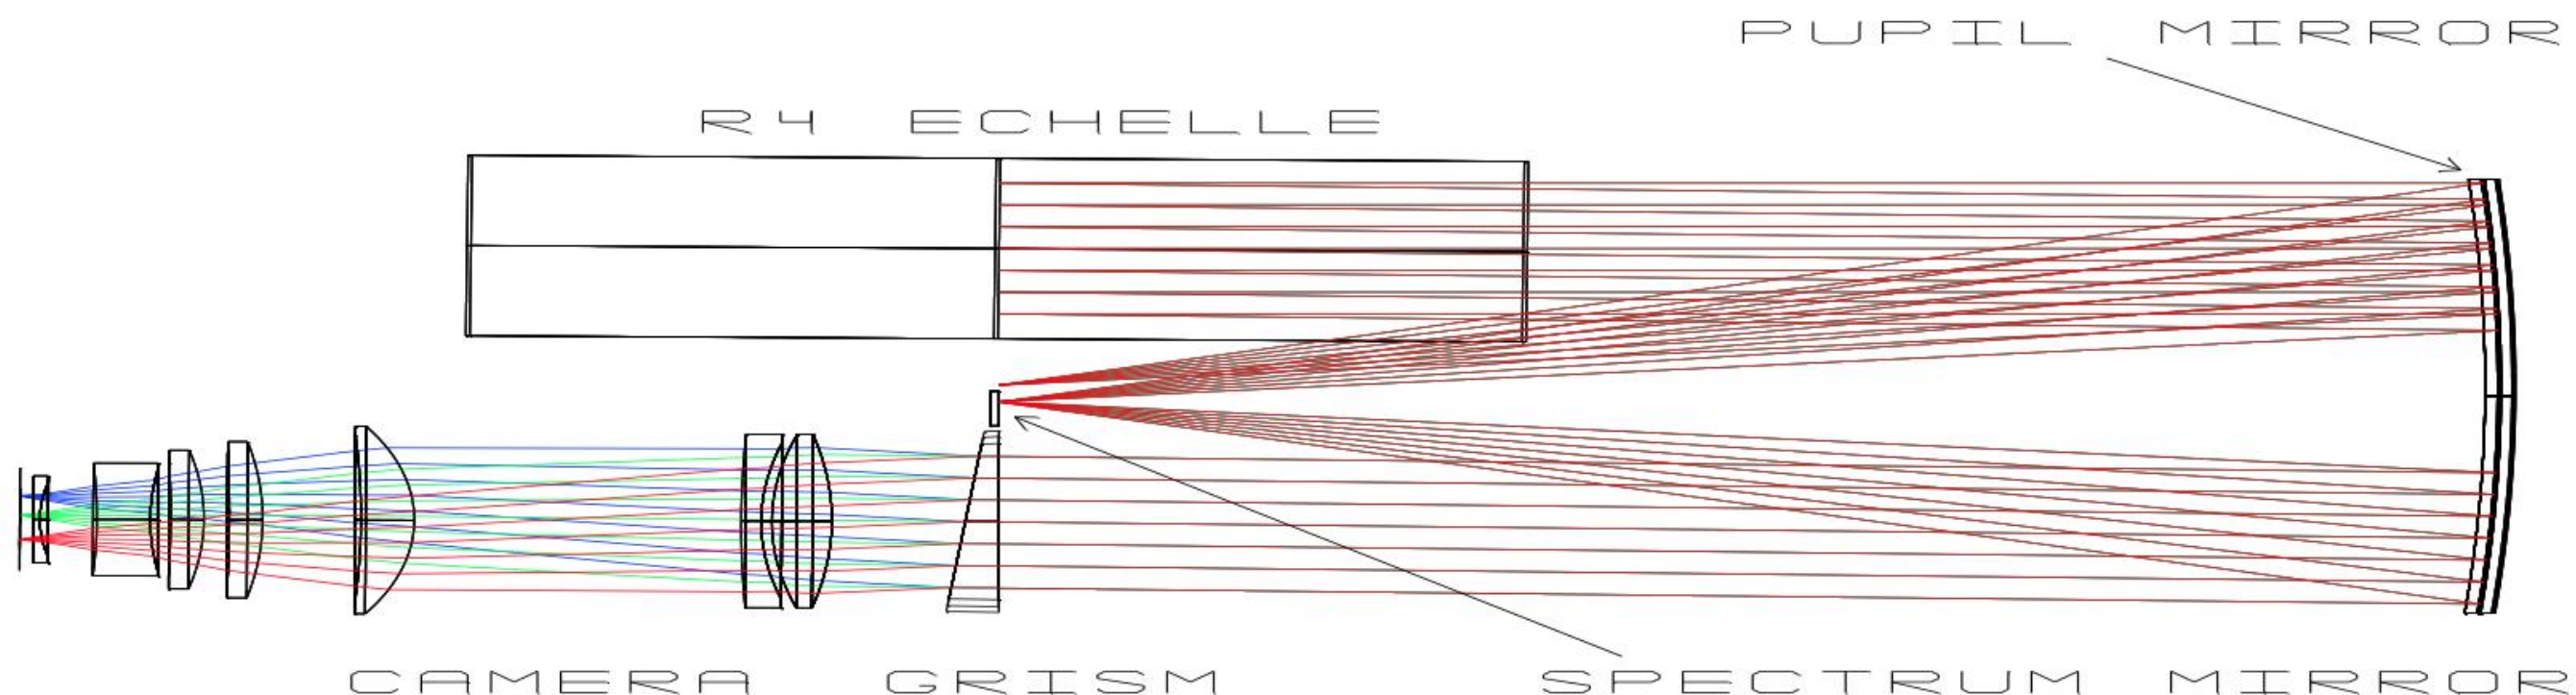 PUPIL MIRROR
R4 ECHELLE
CAMERA GRISM SPECTRUM MIRROR